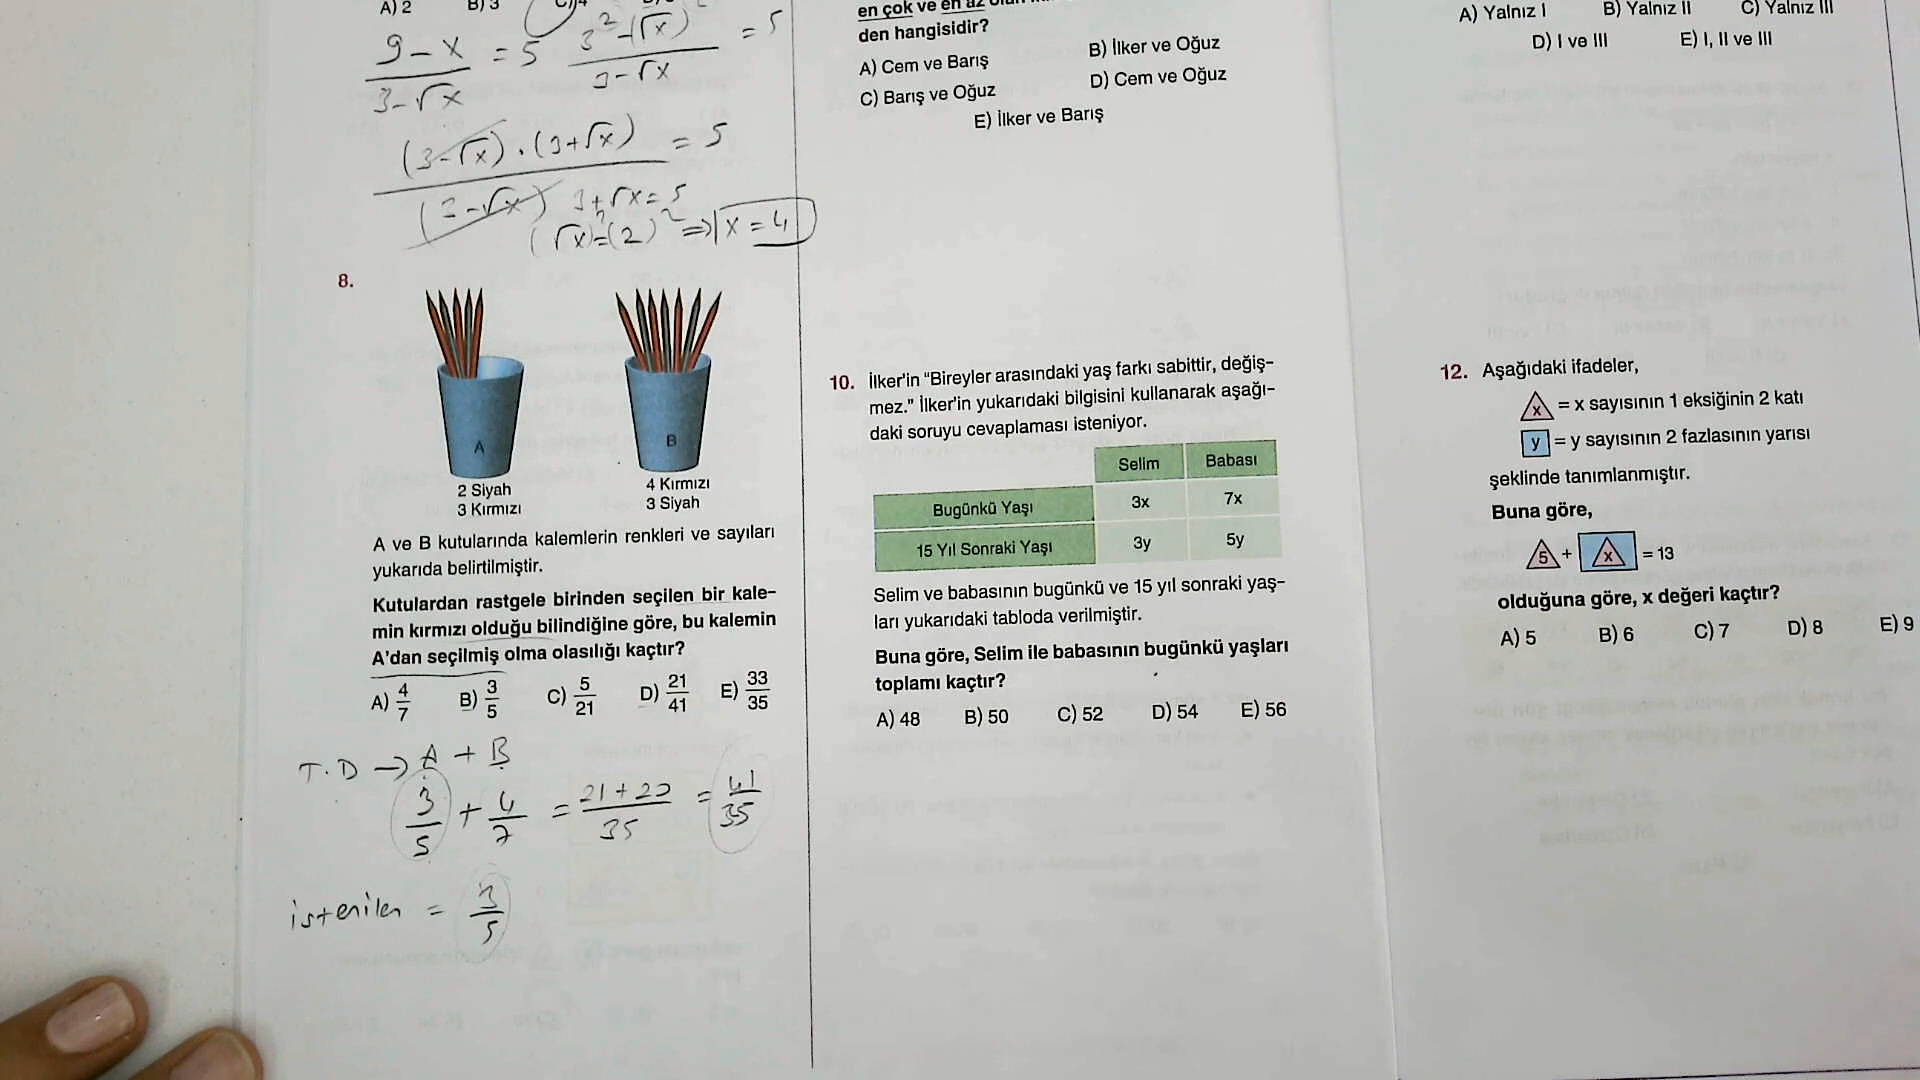 A) 2 B) 3 C) 4
9 - x / 3 - √x = 5 3² - (√x)² / 3 - √x = 5
(3-√x) . (3+√x) / (3-√x) = 5
3+√x = 5
(√x)² = (2)² ⇒ x = 4
8.
A
B
2 Siyah
3 Kırmızı
4 Kırmızı
3 Siyah
A ve B kutularında kalemlerin renkleri ve sayıları
yukarıda belirtilmiştir.
Kutulardan rastgele birinden seçilen bir kale-
min kırmızı olduğu bilindiğine göre, bu kalemin
A'dan seçilmiş olma olasılığı kaçtır?
A) 4/7 B) 3/5 C) 5/21 D) 21/41 E) 33/35
T.D → A + B
3/5 + 4/7 = 21+20/35 = 41/35
istenilen = 3/5
en çok ve en az
den hangisidir?
A) Cem ve Barış B) İlker ve Oğuz
C) Barış ve Oğuz D) Cem ve Oğuz
E) İlker ve Barış
10. İlker'in "Bireyler arasındaki yaş farkı sabittir, değiş-
mez." İlker'in yukarıdaki bilgisini kullanarak aşağı-
daki soruyu cevaplaması isteniyor.
Selim Babası
Bugünkü Yaşı 3x 7x
15 Yıl Sonraki Yaşı 3y 5y
Selim ve babasının bugünkü ve 15 yıl sonraki yaş-
ları yukarıdaki tabloda verilmiştir.
Buna göre, Selim ile babasının bugünkü yaşları
toplamı kaçtır?
A) 48 B) 50 C) 52 D) 54 E) 56
A) Yalnız I B) Yalnız II C) Yalnız III
D) I ve III E) I, II ve III
12. Aşağıdaki ifadeler,
x = x sayısının 1 eksiğinin 2 katı
y = y sayısının 2 fazlasının yarısı
şeklinde tanımlanmıştır.
Buna göre,
5 + x = 13
olduğuna göre, x değeri kaçtır?
A) 5 B) 6 C) 7 D) 8 E) 9